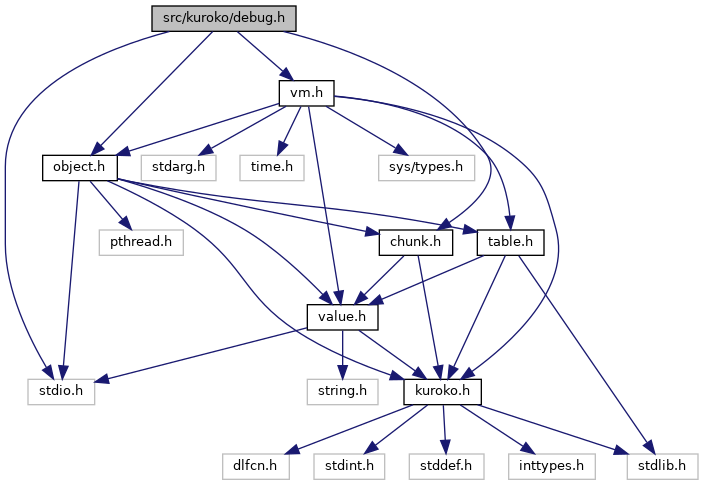 src/kuroko/debug.h
vm.h
object.h
stdarg.h
time.h
sys/types.h
pthread.h
chunk.h
table.h
value.h
stdio.h
string.h
kuroko.h
dlfcn.h
stdint.h
stddef.h
inttypes.h
stdlib.h